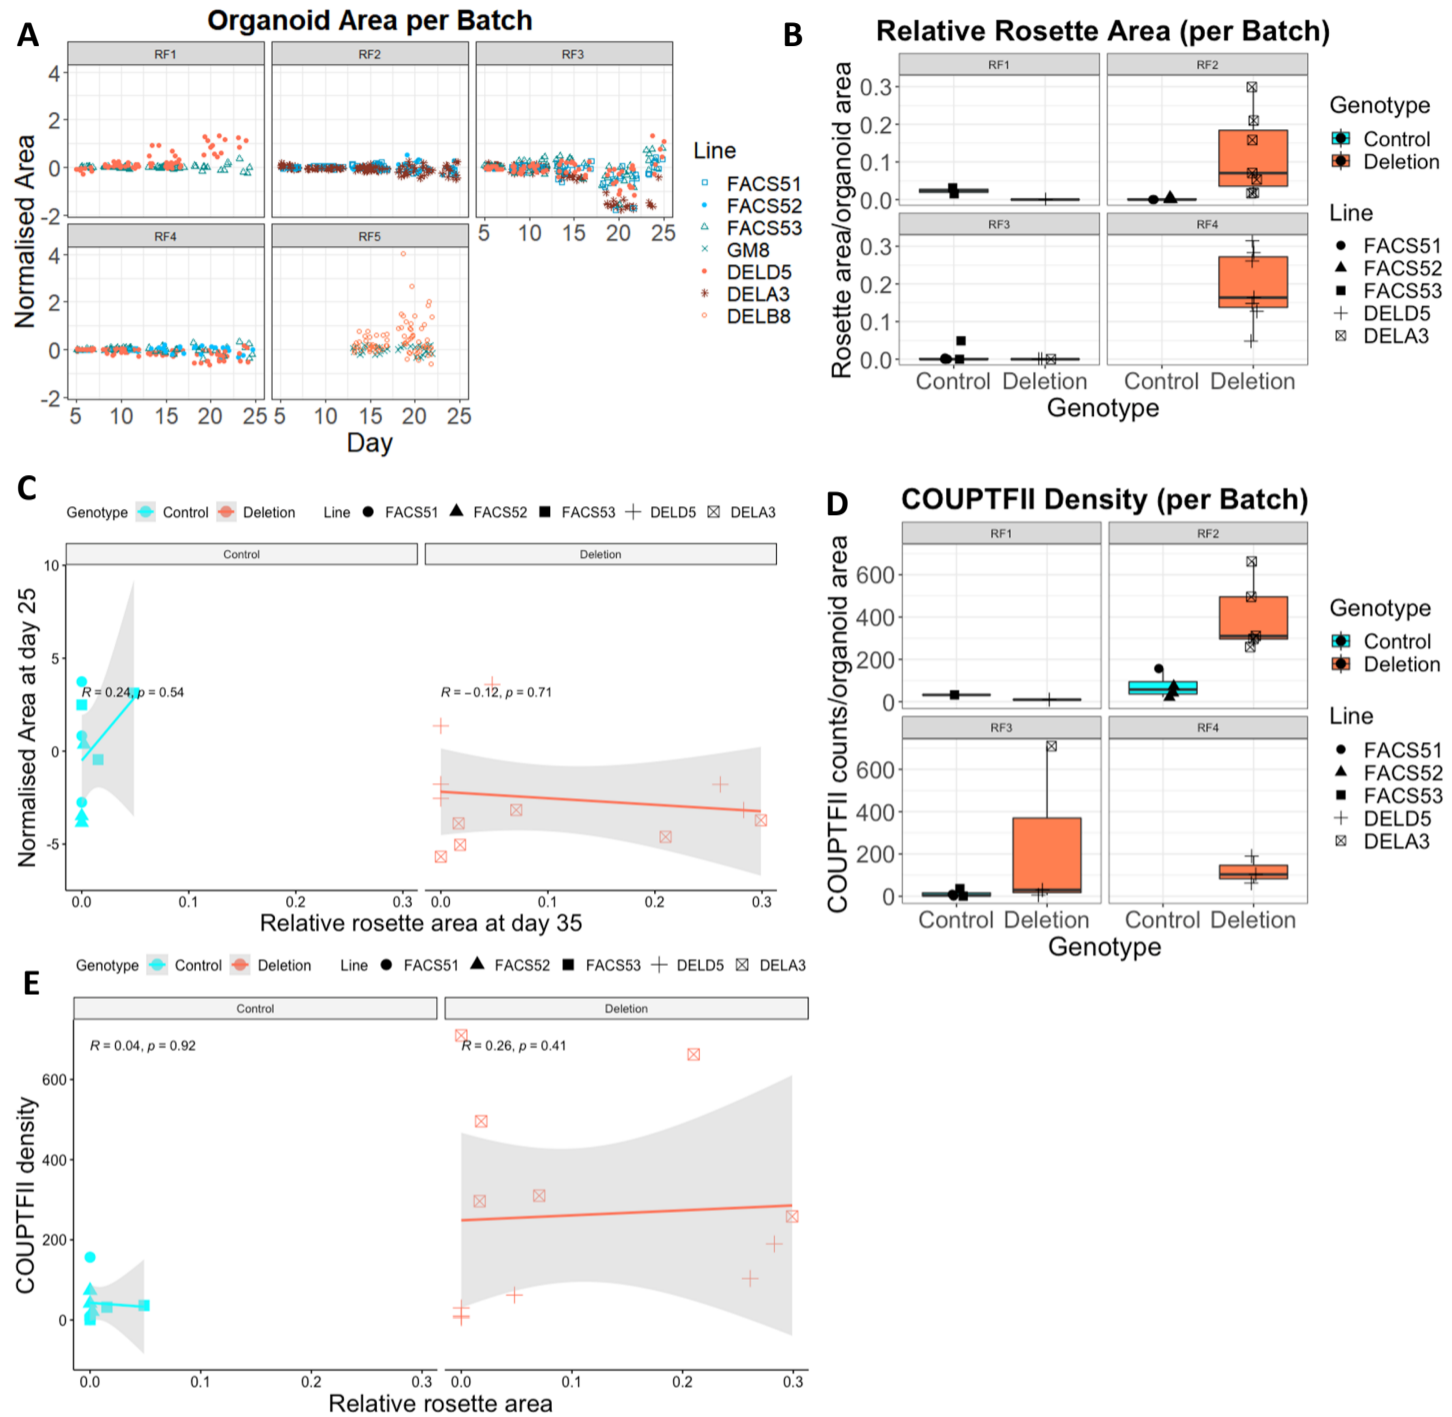 A
Organoid Area per Batch
RF1 RF2 RF3
4
2
0
-2
RF4 RF5
5 10 15 20 25
4
2
0
-2
5 10 15 20 25 5 10 15 20 25
Normalised Area
Day
Line
FACS51
FACS52
FACS53
GM8
DELD5
DELA3
DELB8
B
Relative Rosette Area (per Batch)
RF1 RF2
0.3
0.2
0.1
0.0
RF3 RF4
0.3
0.2
0.1
0.0
Control Deletion Control Deletion
Rosette area/organoid area
Genotype
Genotype
Control
Deletion
Line
FACS51
FACS52
FACS53
DELD5
DELA3
C
Genotype Control Deletion Line FACS51 FACS52 FACS53 DELD5 DELA3
Control Deletion
10
5
0
-5
R = 0.24, p = 0.54
R = −0.12, p = 0.71
0.0 0.1 0.2 0.3 0.0 0.1 0.2 0.3
Normalised Area at day 25
Relative rosette area at day 35
D
COUPTFII Density (per Batch)
RF1 RF2
600
400
200
0
RF3 RF4
600
400
200
0
Control Deletion Control Deletion
COUPTFII counts/organoid area
Genotype
Genotype
Control
Deletion
Line
FACS51
FACS52
FACS53
DELD5
DELA3
E
Genotype Control Deletion Line FACS51 FACS52 FACS53 DELD5 DELA3
Control Deletion
R = 0.04, p = 0.92
R = 0.26, p = 0.41
600
400
200
0
0.0 0.1 0.2 0.3 0.0 0.1 0.2 0.3
COUPTFII density
Relative rosette area